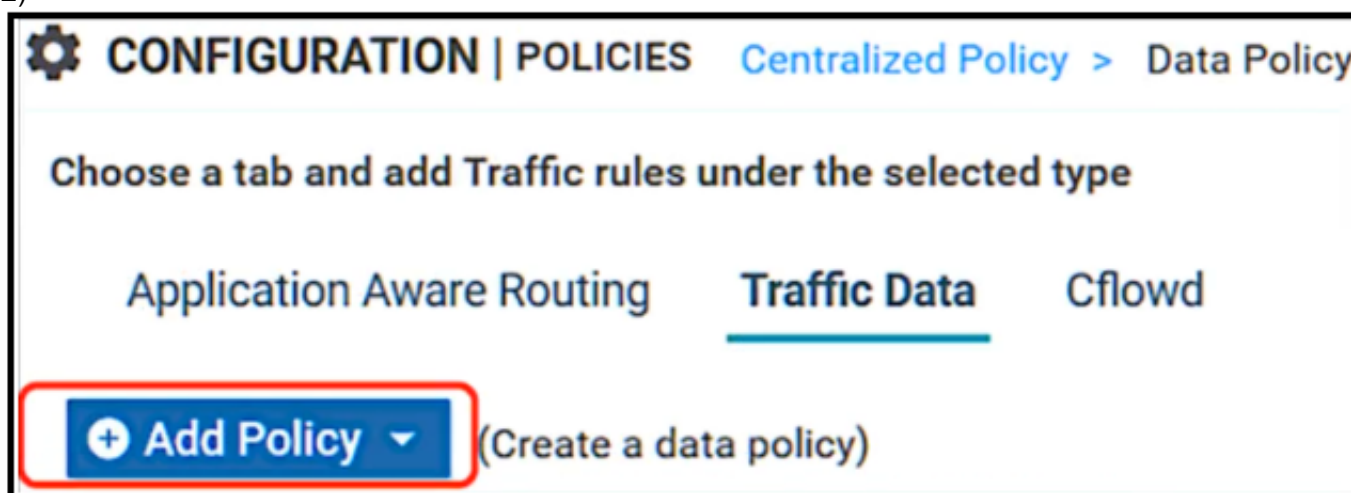 CONFIGURATION | POLICIES Centralized Policy > Data Policy
Choose a tab and add Traffic rules under the selected type
Application Aware Routing Traffic Data Cflowd
Add Policy (Create a data policy)